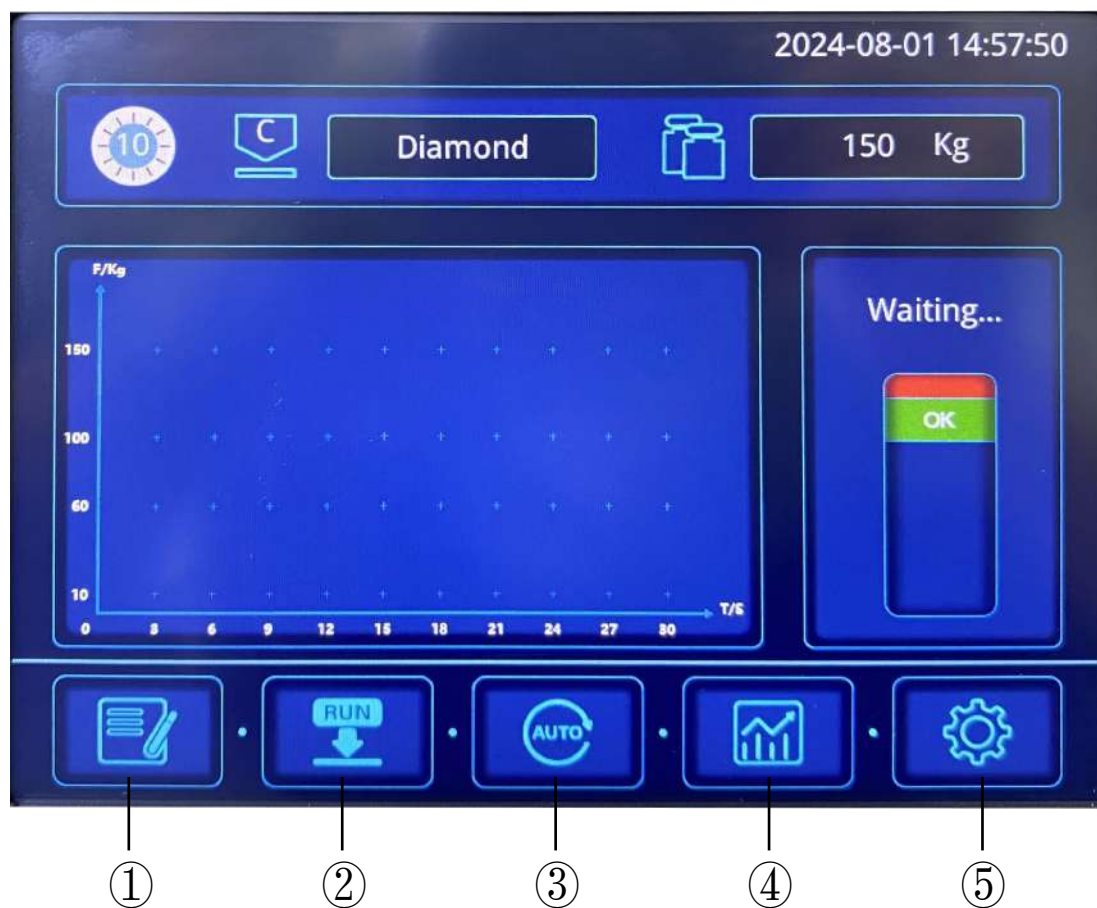 2024-08-01 14:57:50
10
C
Diamond
150 Kg
F/Kg
150
100
60
10
0 3 6 9 12 15 18 21 24 27 30
T/S
Waiting...
OK
RUN
AUTO
① ② ③ ④ ⑤